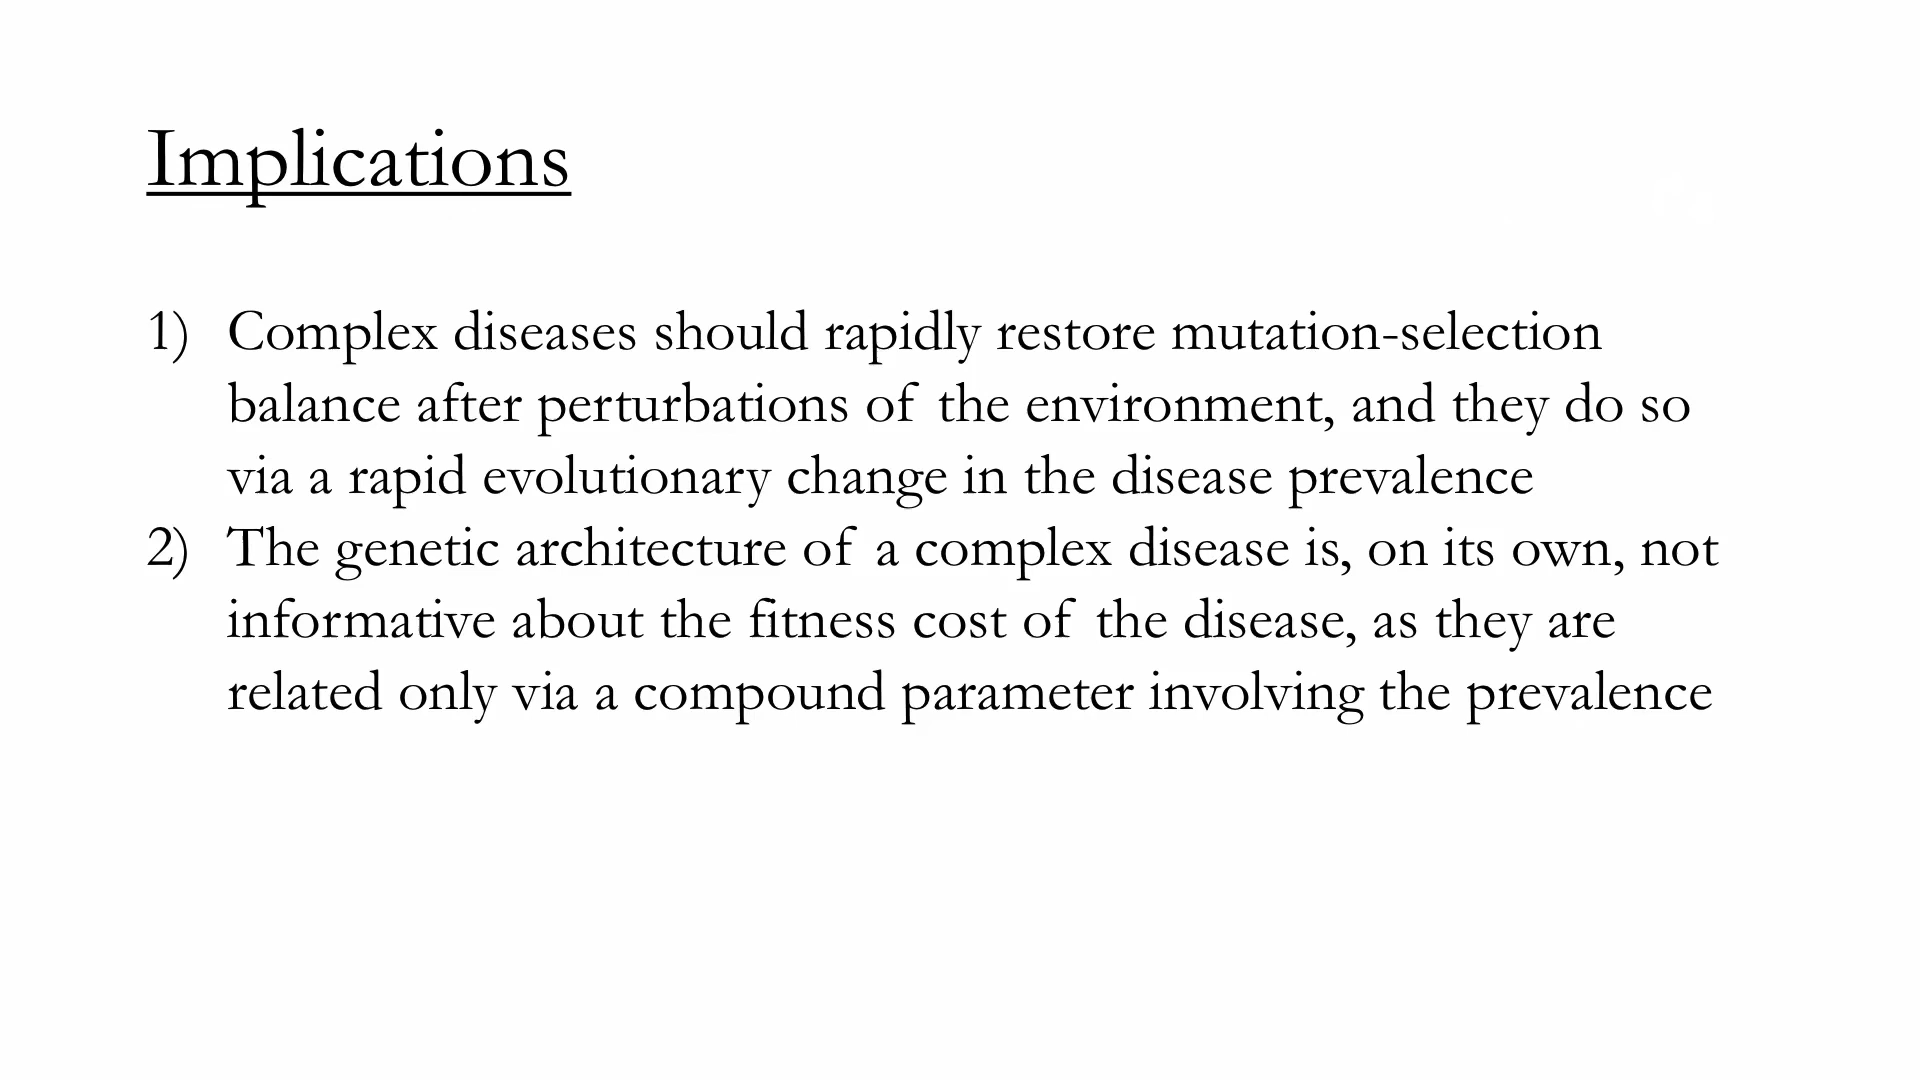 Implications
1) Complex diseases should rapidly restore mutation-selection
balance after perturbations of the environment, and they do so
via a rapid evolutionary change in the disease prevalence
2) The genetic architecture of a complex disease is, on its own, not
informative about the fitness cost of the disease, as they are
related only via a compound parameter involving the prevalence